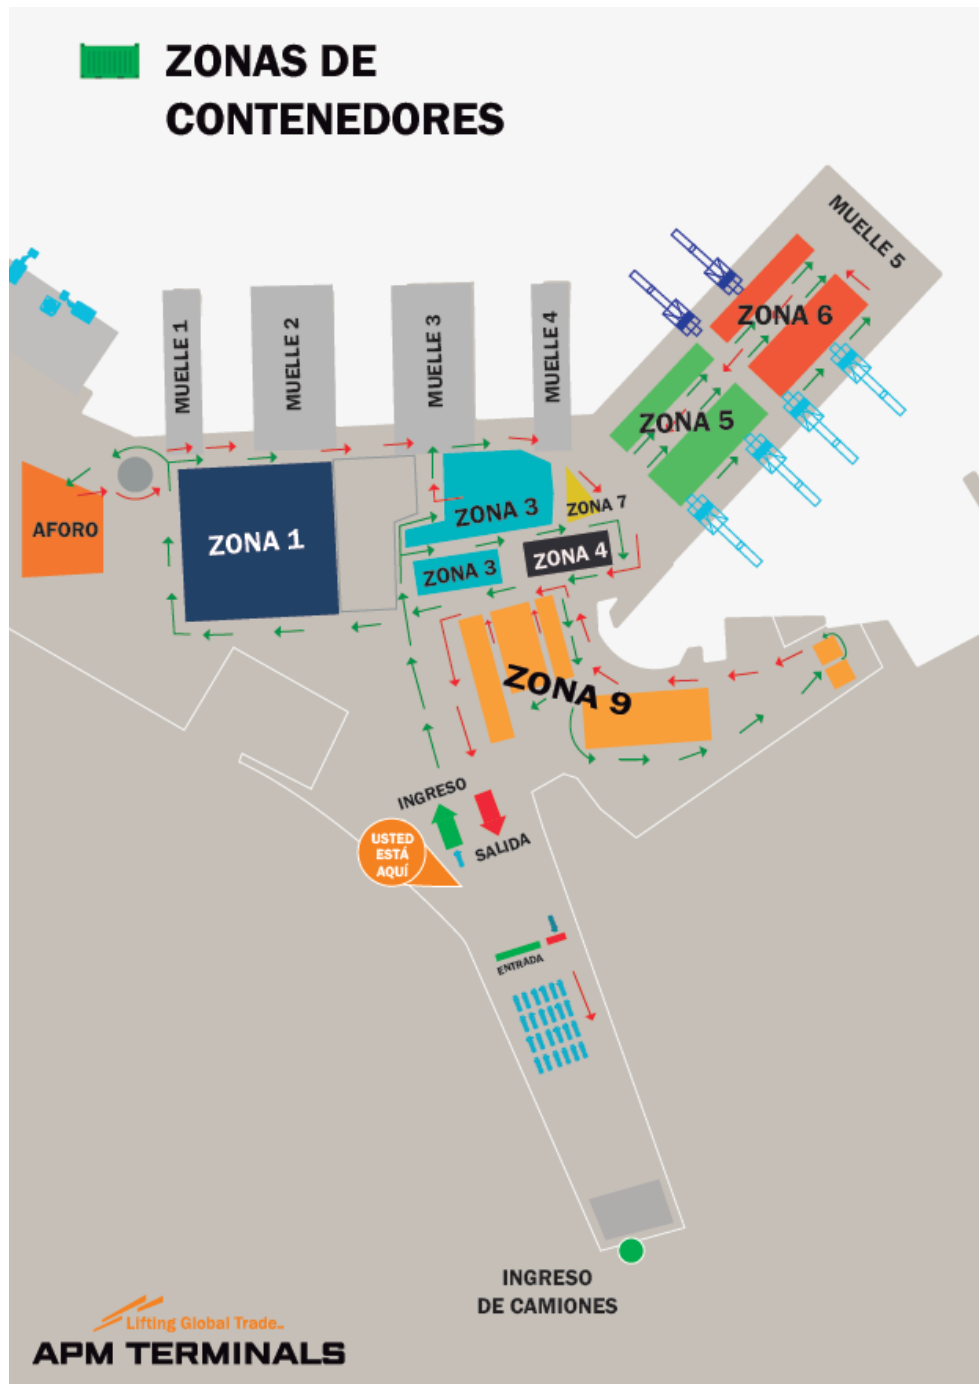 ZONAS DE
CONTENEDORES
MUELLE 5
MUELLE 1
MUELLE 2
MUELLE 3
MUELLE 4
ZONA 6
ZONA 5
AFORO
ZONA 1
ZONA 3
ZONA 7
ZONA 3
ZONA 4
ZONA 9
INGRESO
SALIDA
USTED
ESTÁ
AQUÍ
ENTRADA
INGRESO
DE CAMIONES
Lifting Global Trade.
APM TERMINALS